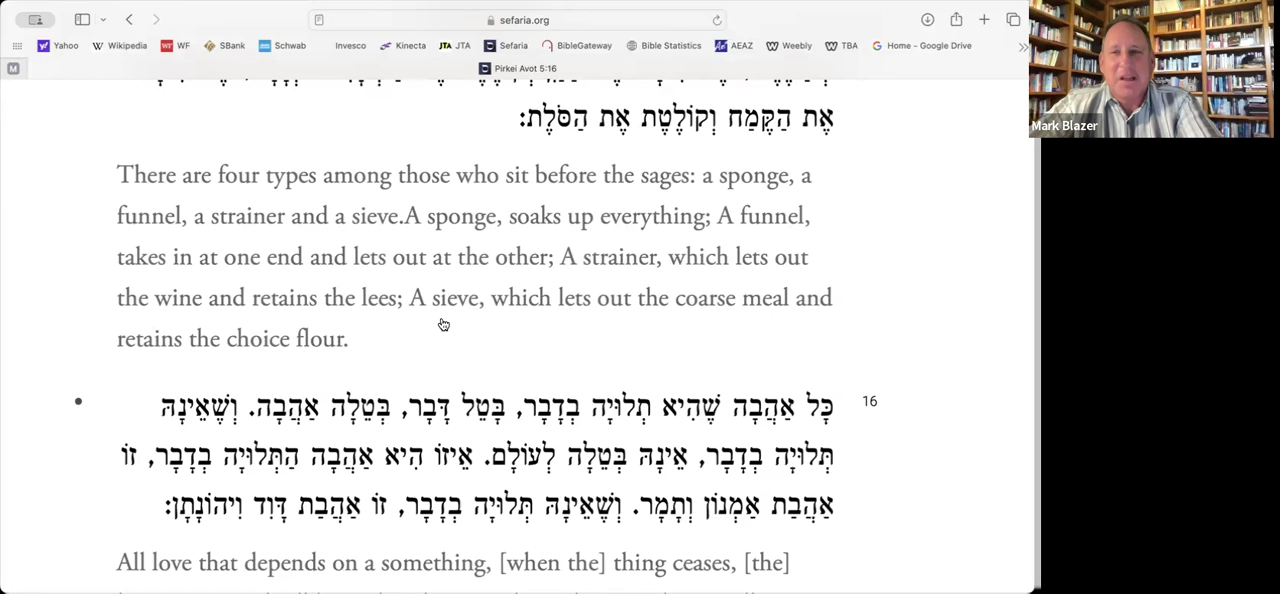 sefaria.org
Yahoo Wikipedia WF SBank Schwab Invesco Kinecta JTA Sefaria BibleGateway Bible Statistics AEAZ Weebly TBA Home - Google Drive
M Pirkei Avot 5:16
אֶת הַקֶּמַח וְקוֹלֶטֶת אֶת הַסֹּלֶת:
There are four types among those who sit before the sages: a sponge, a
funnel, a strainer and a sieve.A sponge, soaks up everything; A funnel,
takes in at one end and lets out at the other; A strainer, which lets out
the wine and retains the lees; A sieve, which lets out the coarse meal and
retains the choice flour.
16
כָּל אַהֲבָה שֶׁהִיא תְלוּיָה בְדָבָר, בָּטֵל דָּבָר, בְּטֵלָה אַהֲבָה. וְשֶׁאֵינָהּ
תְּלוּיָה בְדָבָר, אֵינָהּ בְּטֵלָה לְעוֹלָם. אֵיזוֹ הִיא אַהֲבָה הַתְּלוּיָה בְדָבָר, זוֹ
אַהֲבַת אַמְנוֹן וְתָמָר. וְשֶׁאֵינָהּ תְּלוּיָה בְדָבָר, זוֹ אַהֲבַת דָּוִד וִיהוֹנָתָן:
All love that depends on a something, [when the] thing ceases, [the]
Mark Blazer